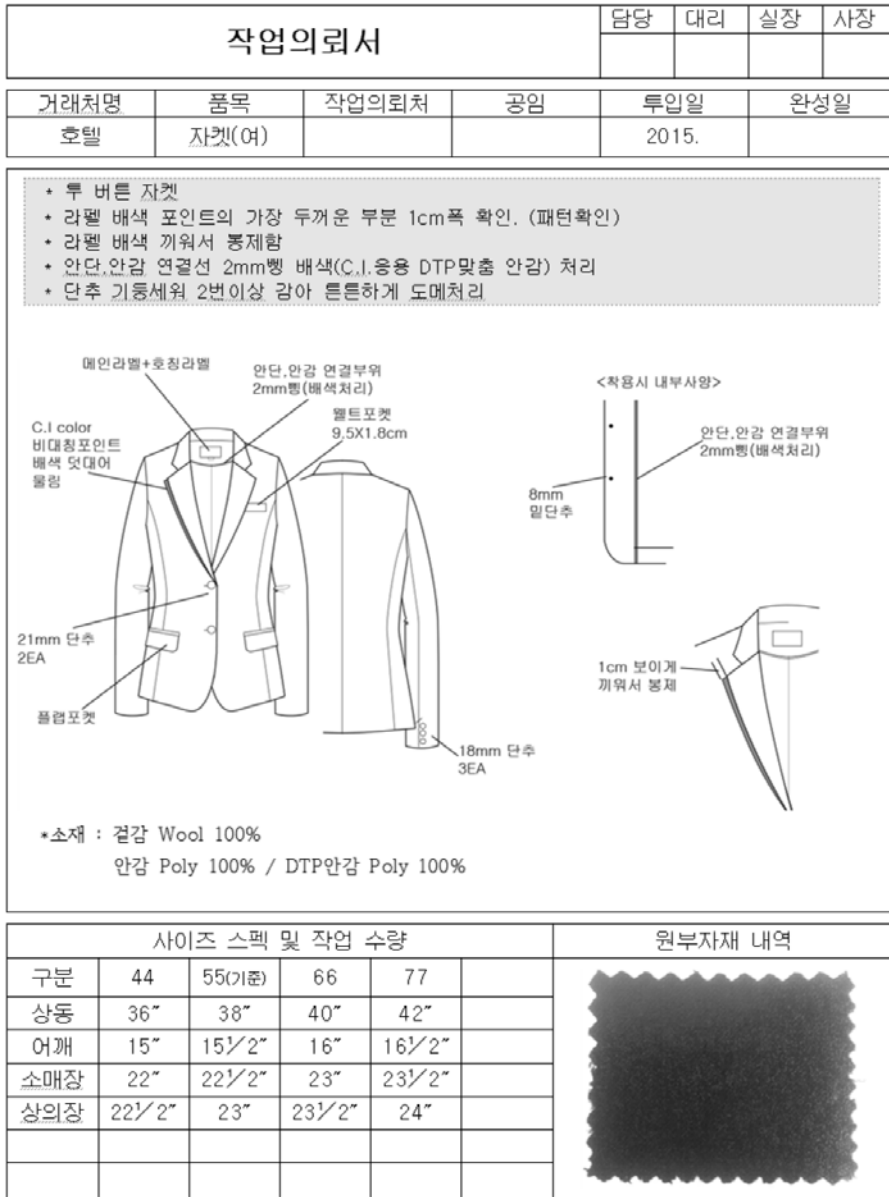 작업의뢰서
담당 대리 실장 사장
거래처명 품목 작업의뢰처 공임 투입일 완성일
호텔 자켓(여) 2015.
* 투 버튼 자켓
* 라펠 배색 포인트의 가장 두꺼운 부분 1cm폭 확인. (패턴확인)
* 라펠 배색 끼워서 봉제함
* 안단.안감 연결선 2mm삥 배색(C.I.응용 DTP맞춤 안감) 처리
* 단추 기둥세워 2번이상 감아 튼튼하게 도메처리
메인라벨+호칭라벨
안단.안감 연결부위
2mm삥(배색처리)
웰트포켓
9.5X1.8cm
C.I color
비대칭포인트
배색 덧대어
물림
21mm 단추
2EA
플랩포켓
18mm 단추
3EA
<착용시 내부사양>
안단.안감 연결부위
2mm삥(배색처리)
8mm
밑단추
1cm 보이게
끼워서 봉제
*소재 : 겉감 Wool 100%
안감 Poly 100% / DTP안감 Poly 100%
사이즈 스펙 및 작업 수량
원부자재 내역
구분 44 55(기준) 66 77
상동 36" 38" 40" 42"
어깨 15" 15½" 16" 16½"
소매장 22" 22½" 23" 23½"
상의장 22½" 23" 23½" 24"